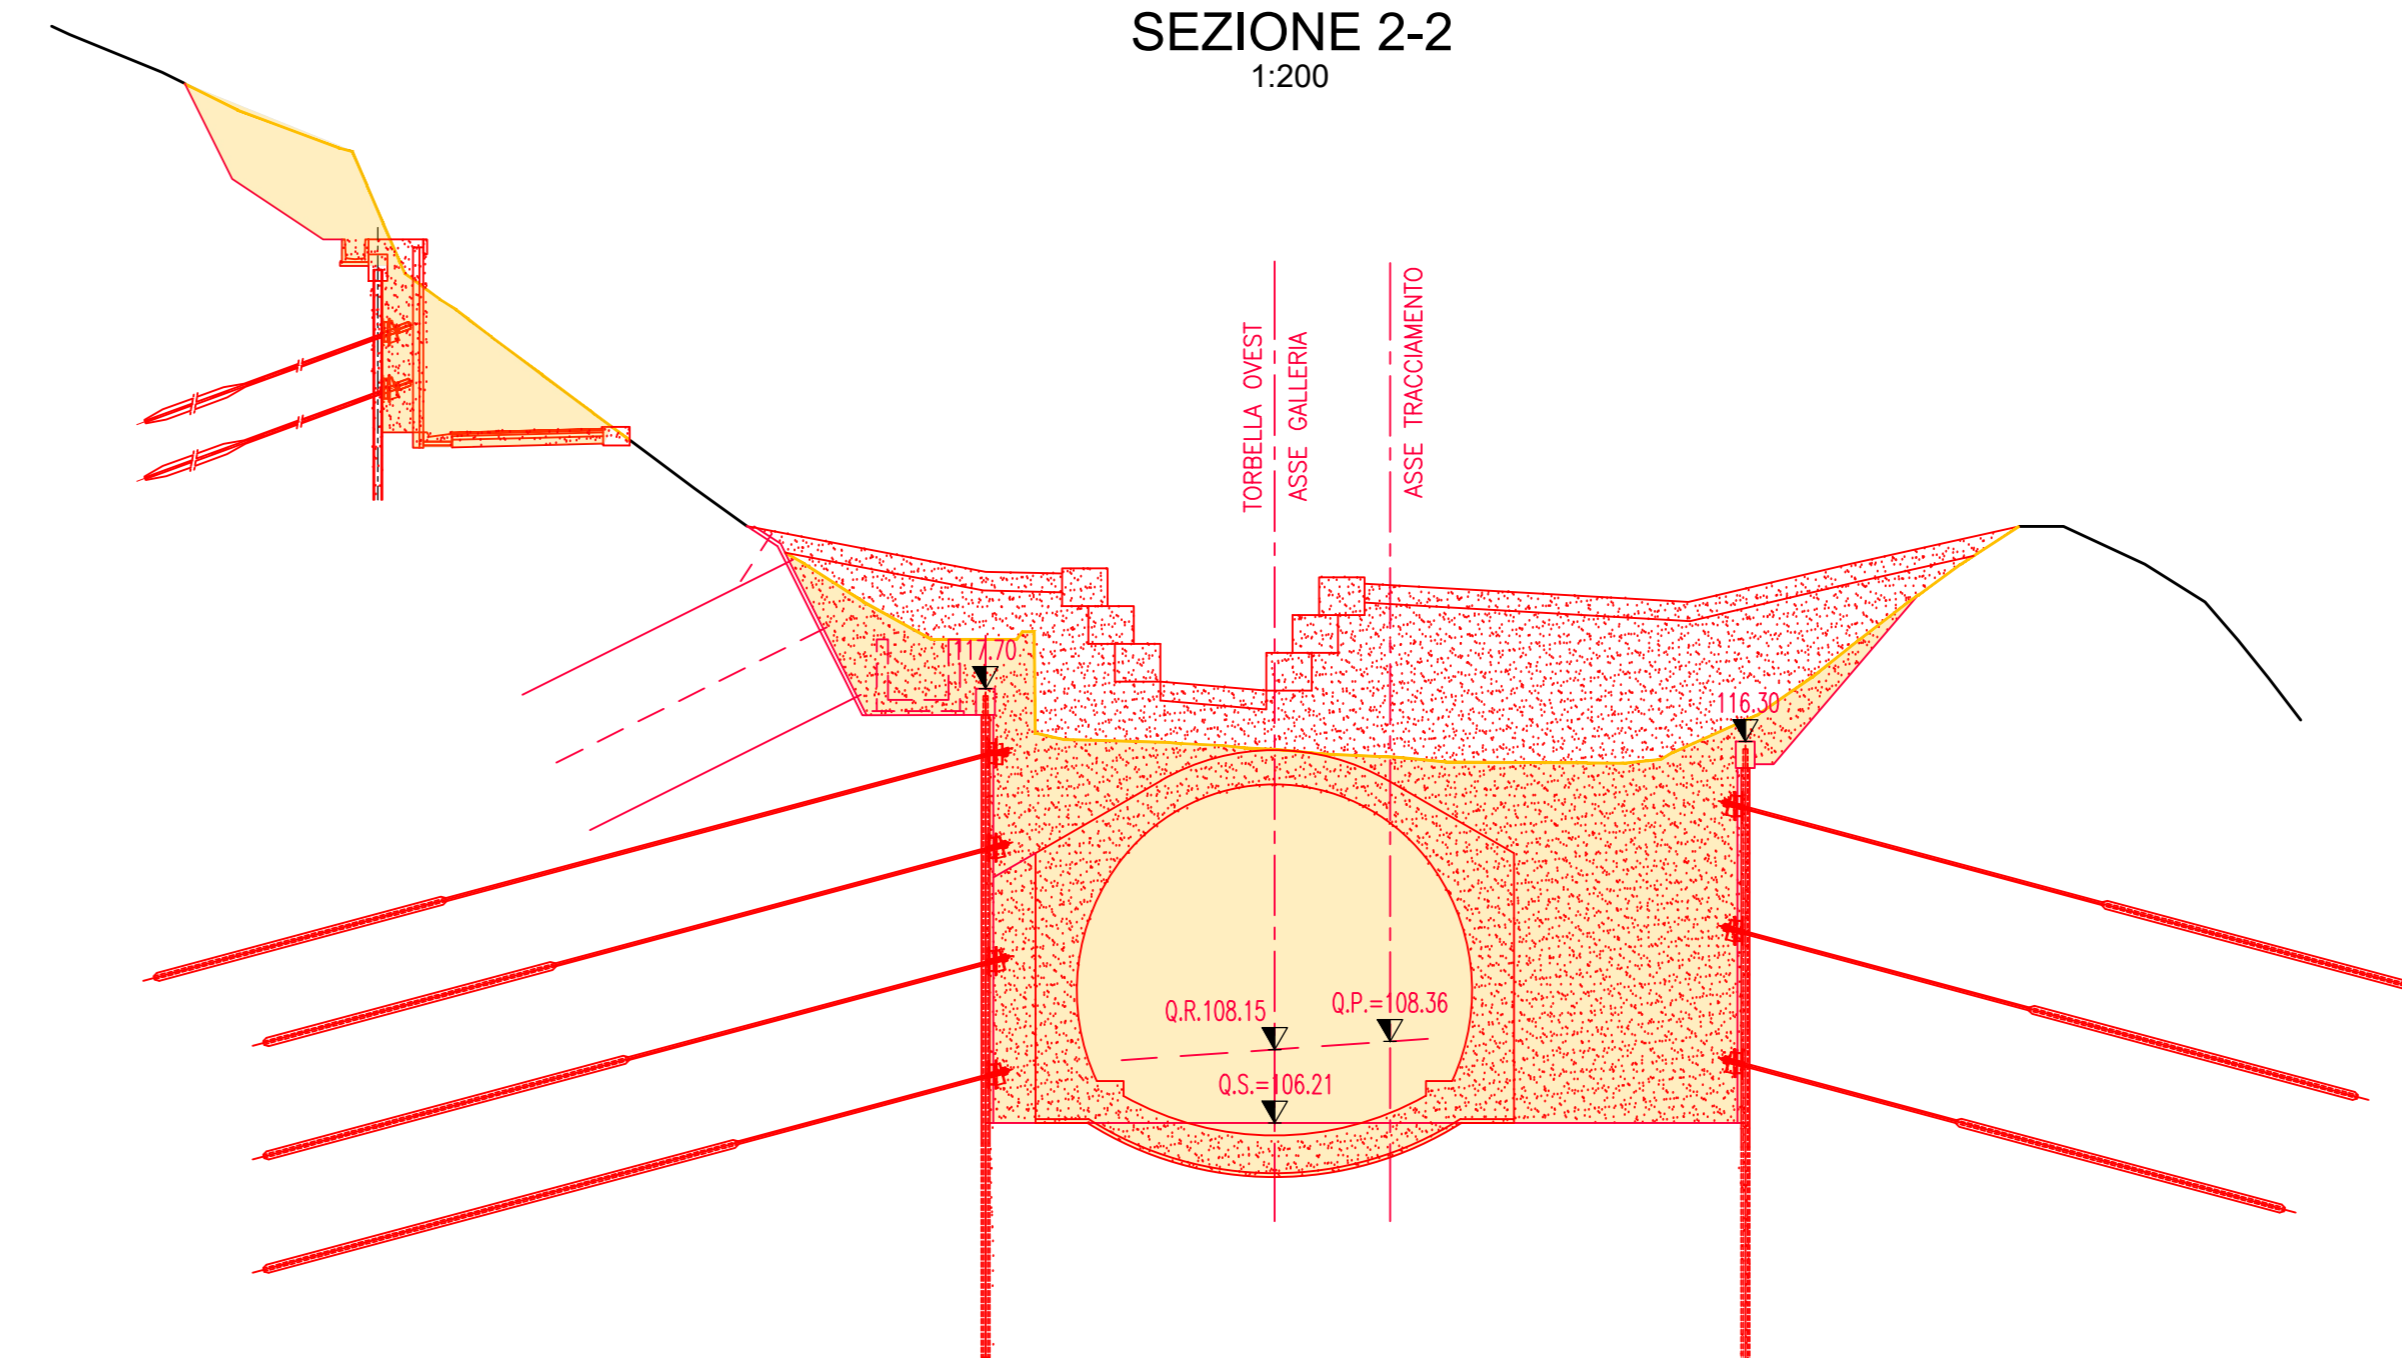 SEZIONE 2-2
1:200
TORBELLA OVEST
ASSE GALLERIA
ASSE TRACCIAMENTO
117.70
116.30
Q.R.108.15
Q.P.=108.36
Q.S.=106.21